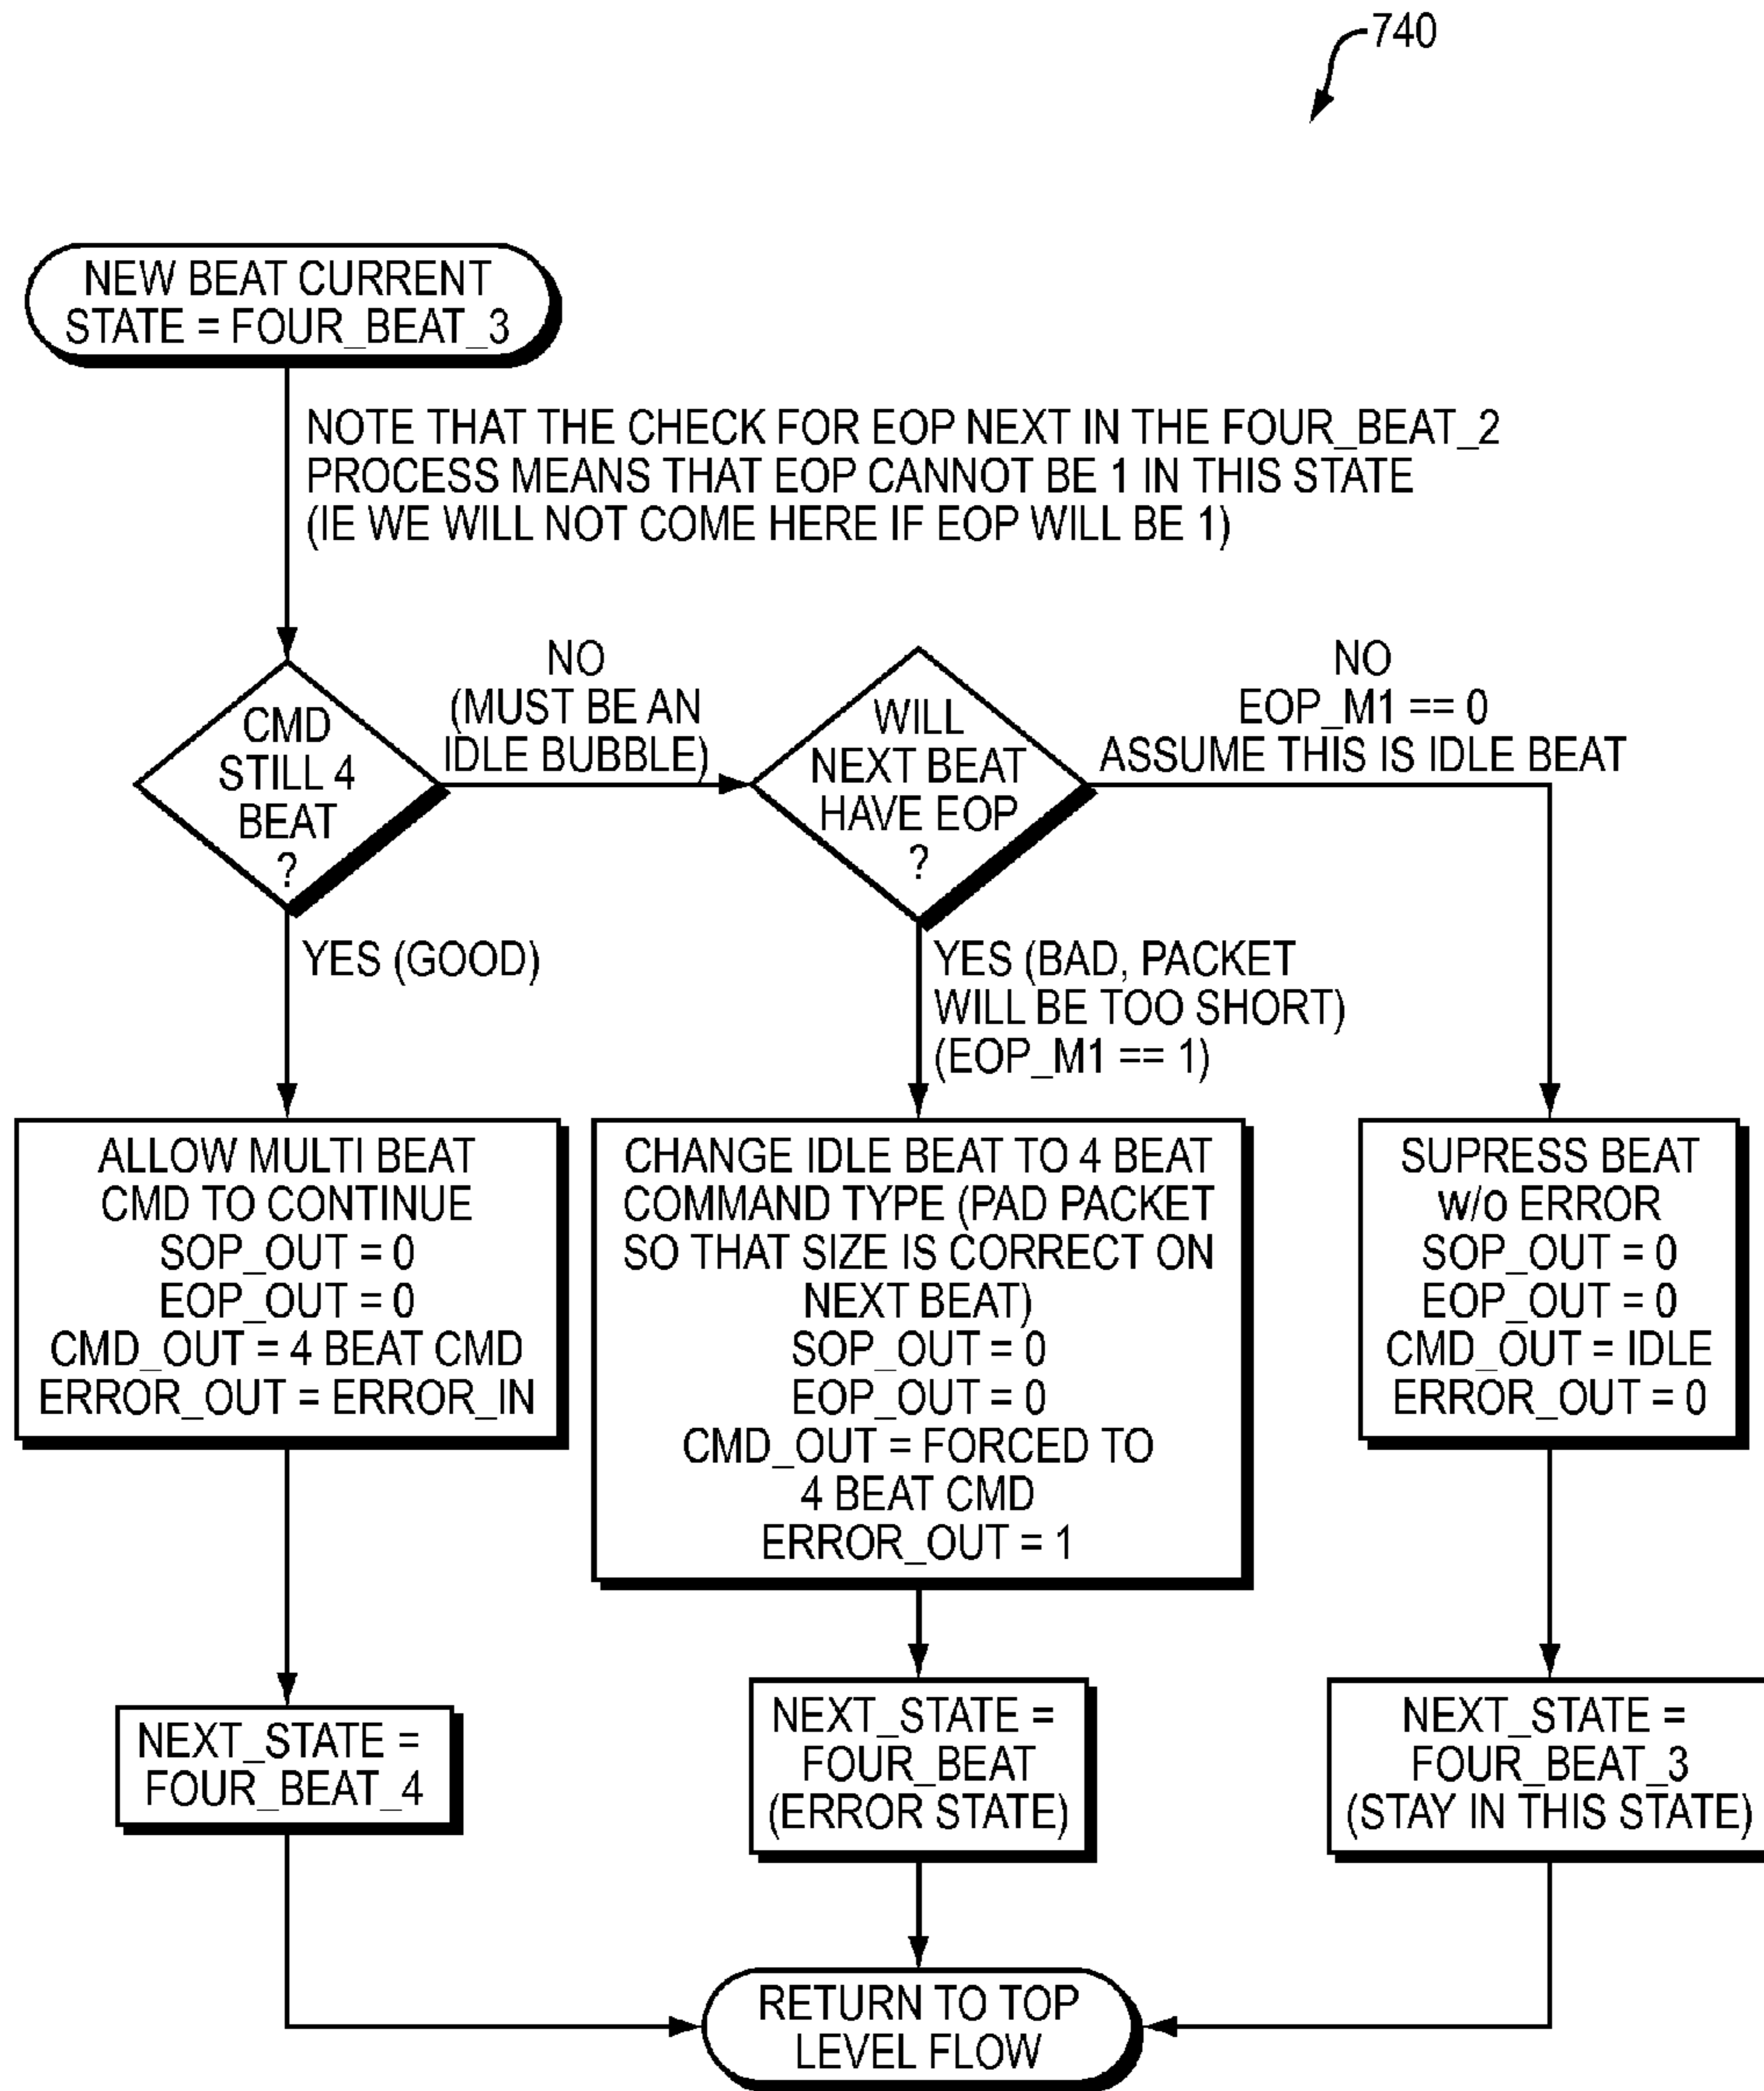 740
NEW BEAT CURRENT
STATE = FOUR_BEAT_3
NOTE THAT THE CHECK FOR EOP NEXT IN THE FOUR_BEAT_2
PROCESS MEANS THAT EOP CANNOT BE 1 IN THIS STATE
(IE WE WILL NOT COME HERE IF EOP WILL BE 1)
CMD
STILL 4
BEAT
?
NO
(MUST BE AN
IDLE BUBBLE)
WILL
NEXT BEAT
HAVE EOP
?
NO
EOP_M1 == 0
ASSUME THIS IS IDLE BEAT
YES (GOOD)
YES (BAD, PACKET
WILL BE TOO SHORT)
(EOP_M1 == 1)
ALLOW MULTI BEAT
CMD TO CONTINUE
SOP_OUT = 0
EOP_OUT = 0
CMD_OUT = 4 BEAT CMD
ERROR_OUT = ERROR_IN
CHANGE IDLE BEAT TO 4 BEAT
COMMAND TYPE (PAD PACKET
SO THAT SIZE IS CORRECT ON
NEXT BEAT)
SOP_OUT = 0
EOP_OUT = 0
CMD_OUT = FORCED TO
4 BEAT CMD
ERROR_OUT = 1
SUPRESS BEAT
w/o ERROR
SOP_OUT = 0
EOP_OUT = 0
CMD_OUT = IDLE
ERROR_OUT = 0
NEXT_STATE =
FOUR_BEAT_4
NEXT_STATE =
FOUR_BEAT
(ERROR STATE)
NEXT_STATE =
FOUR_BEAT_3
(STAY IN THIS STATE)
RETURN TO TOP
LEVEL FLOW